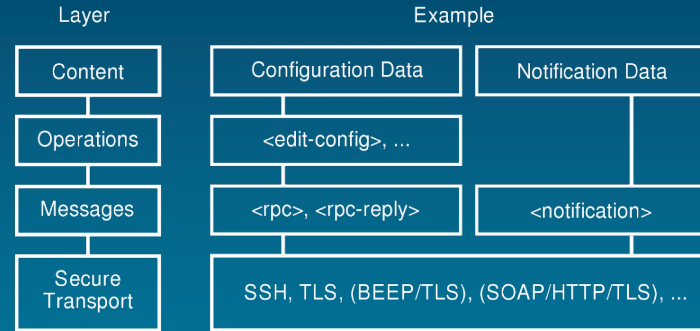 Layer Example
Content Configuration Data Notification Data
Operations <edit-config>, ...
Messages <rpc>, <rpc-reply> <notification>
Secure
Transport
SSH, TLS, (BEEP/TLS), (SOAP/HTTP/TLS), ...